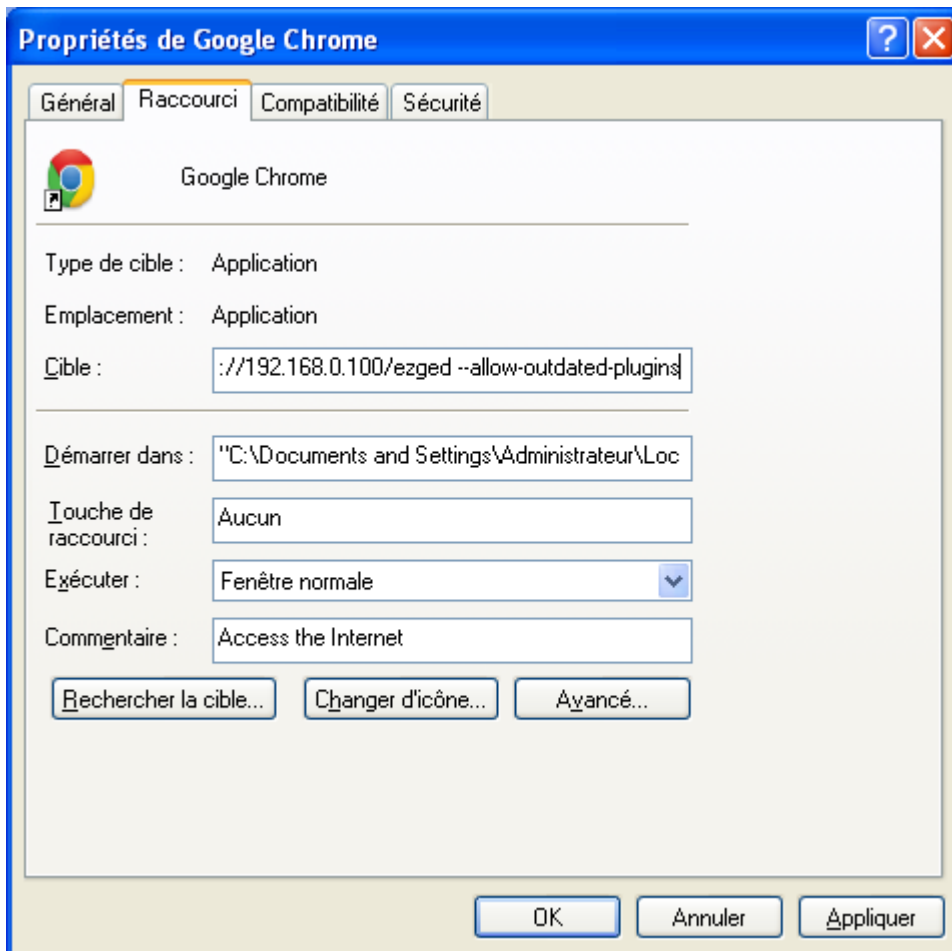 Propriétés de Google Chrome
Général Raccourci Compatibilité Sécurité
Google Chrome
Type de cible : Application
Emplacement : Application
Cible : ://192.168.0.100/ezged --allow-outdated-plugins
Démarrer dans : "C:\Documents and Settings\Administrateur\Loc
Touche de
raccourci : Aucun
Exécuter : Fenêtre normale
Commentaire : Access the Internet
Rechercher la cible... Changer d'icône... Avancé...
OK Annuler Appliquer